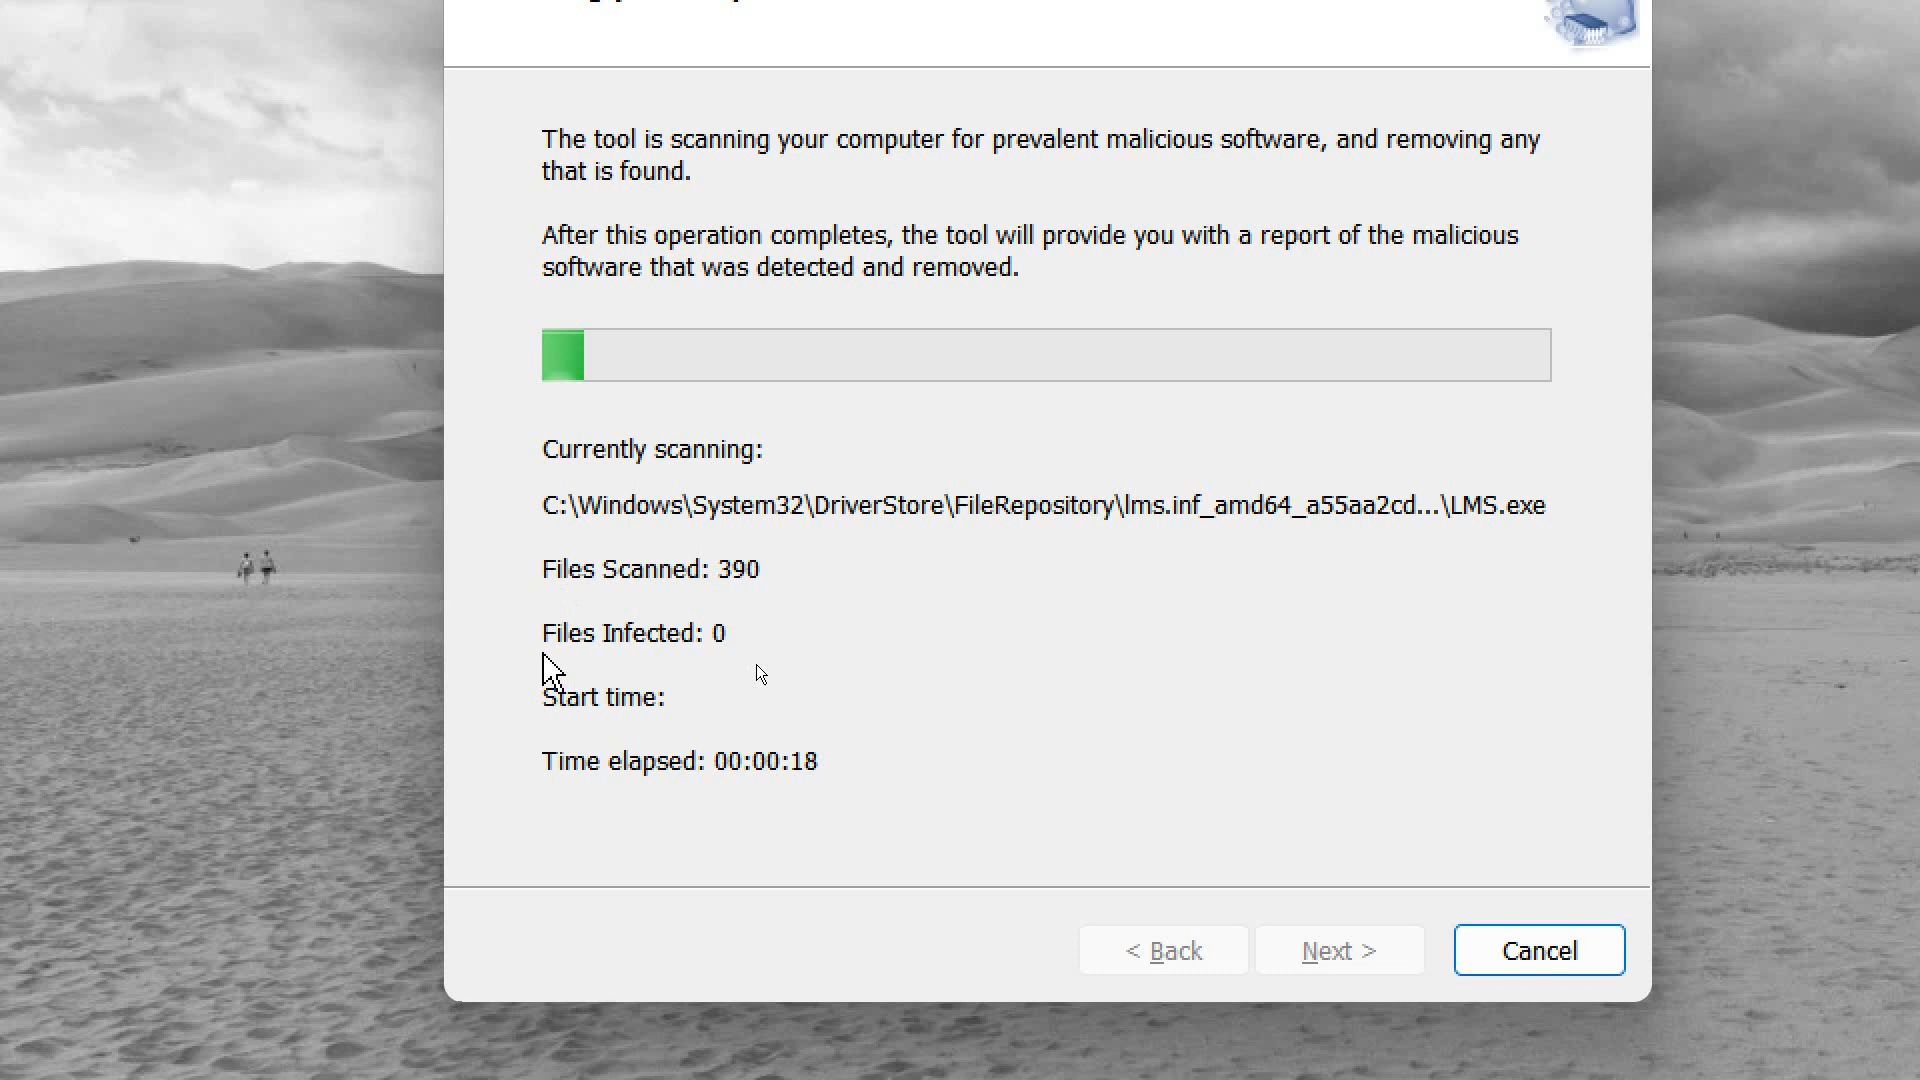 The tool is scanning your computer for prevalent malicious software, and removing any
that is found.
After this operation completes, the tool will provide you with a report of the malicious
software that was detected and removed.
Currently scanning:
C:\Windows\System32\DriverStore\FileRepository\lms.inf_amd64_a55aa2cd...\LMS.exe
Files Scanned: 390
Files Infected: 0
Start time:
Time elapsed: 00:00:18
< Back
Next >
Cancel